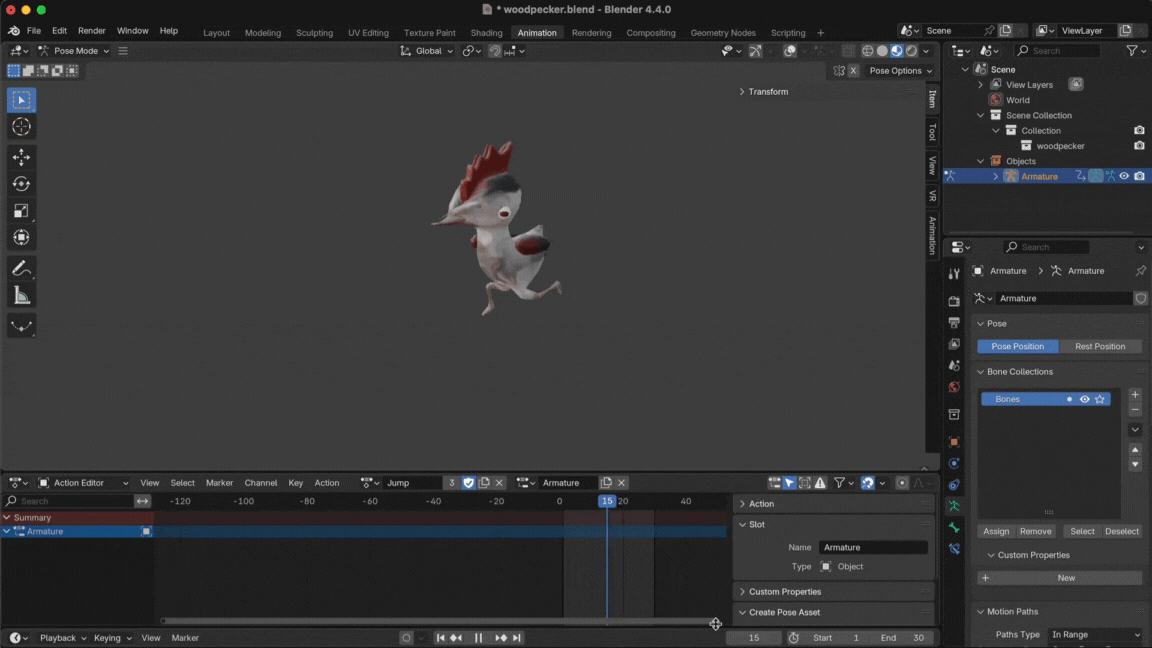 * woodpecker.blend - Blender 4.4.0
File Edit Render Window Help Layout Modeling Sculpting UV Editing Texture Paint Shading Animation Rendering Compositing Geometry Nodes Scripting + Scene ViewLayer
Pose Mode Global Search
X Pose Options
Transform
Item
Tool
View
VR
Animation
Scene
View Layers
World
Scene Collection
Collection
woodpecker
Objects
Armature
Search
Armature > Armature
Armature
Pose
Pose Position Rest Position
Bone Collections
Bones
Assign Remove Select Deselect
Custom Properties
+ New
Motion Paths
Paths Type In Range
Action Editor View Select Marker Channel Key Action Jump 3 Armature
Search -120 -100 -80 -60 -40 -20 0 15 20 40
Summary
Armature
Action
Slot
Name Armature
Type Object
Custom Properties
Create Pose Asset
Playback Keying View Marker 15 Start 1 End 30